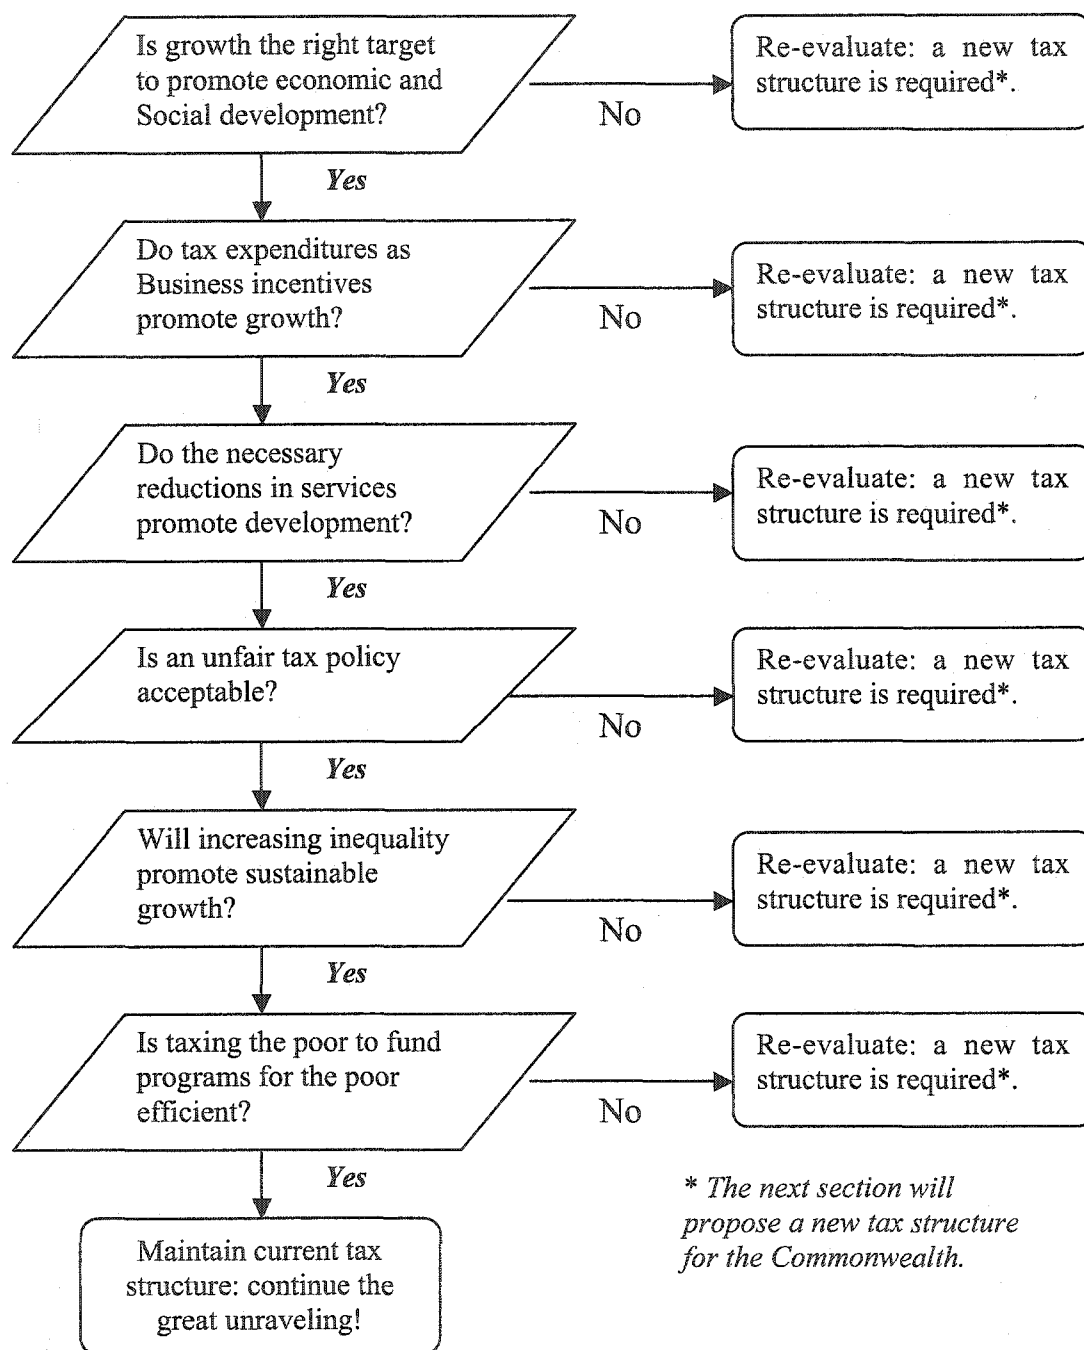 Is growth the right target
to promote economic and
Social development?
No
Re-evaluate: a new tax
structure is required*.
Yes
Do tax expenditures as
Business incentives
promote growth?
No
Re-evaluate: a new tax
structure is required*.
Yes
Do the necessary
reductions in services
promote development?
No
Re-evaluate: a new tax
structure is required*.
Yes
Is an unfair tax policy
acceptable?
No
Re-evaluate: a new tax
structure is required*.
Yes
Will increasing inequality
promote sustainable
growth?
No
Re-evaluate: a new tax
structure is required*.
Yes
Is taxing the poor to fund
programs for the poor
efficient?
No
Re-evaluate: a new tax
structure is required*.
Yes
Maintain current tax
structure: continue the
great unraveling!
* The next section will
propose a new tax structure
for the Commonwealth.